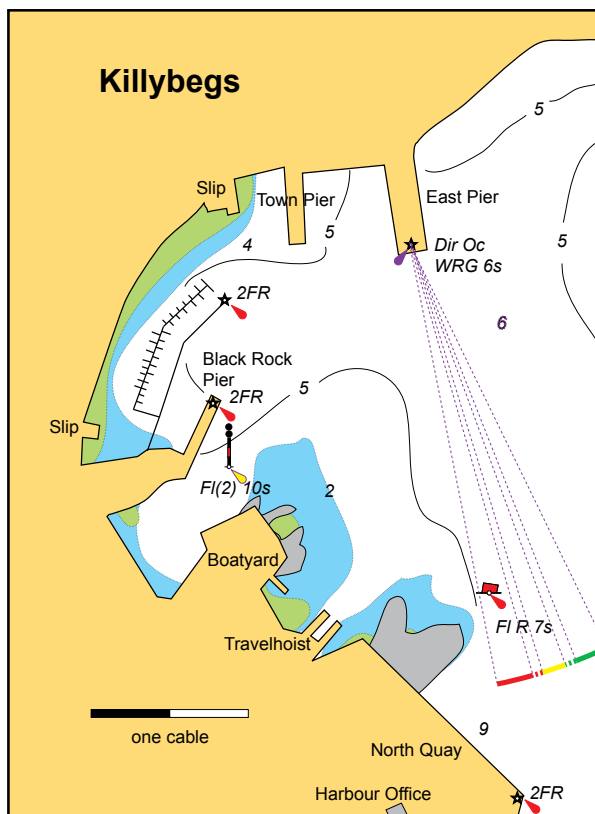 Killybegs
5
Slip
Town Pier
East Pier
5
4
Dir Oc
WRG 6s
5
2FR
6
Black Rock
Pier
5
2FR
Slip
Fl(2) 10s
2
Boatyard
Fl R 7s
Travelhoist
one cable
9
North Quay
Harbour Office
2FR